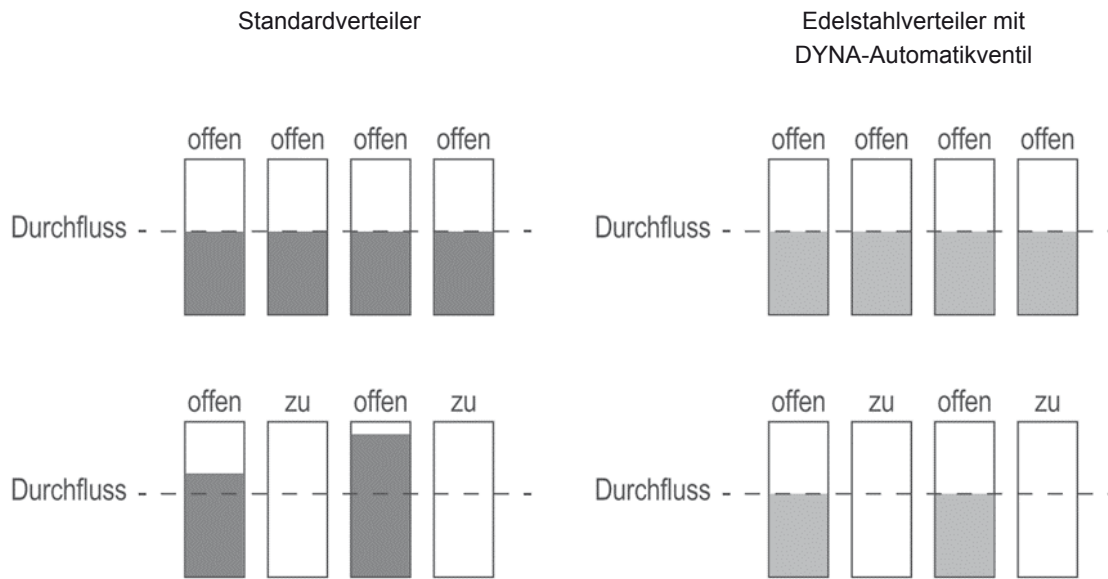 Standardverteiler
Edelstahlverteiler mit
DYNA-Automatikventil
offen offen offen offen
Durchfluss
offen offen offen offen
Durchfluss
offen zu offen zu
Durchfluss
offen zu offen zu
Durchfluss